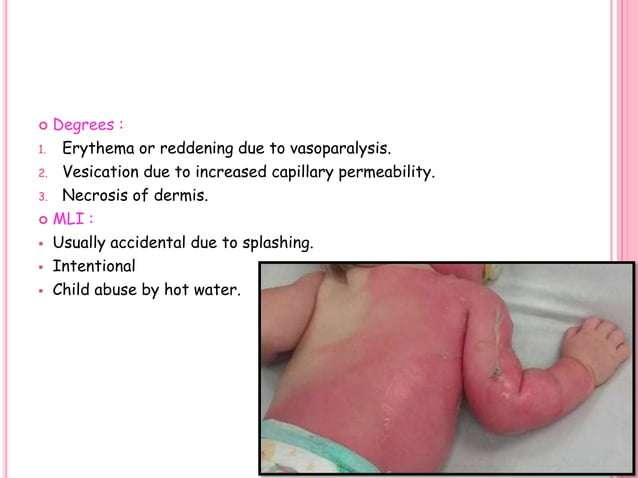 Degrees :
1. Erythema or reddening due to vasoparalysis.
2. Vesication due to increased capillary permeability.
3. Necrosis of dermis.
MLI :
Usually accidental due to splashing.
Intentional
Child abuse by hot water.